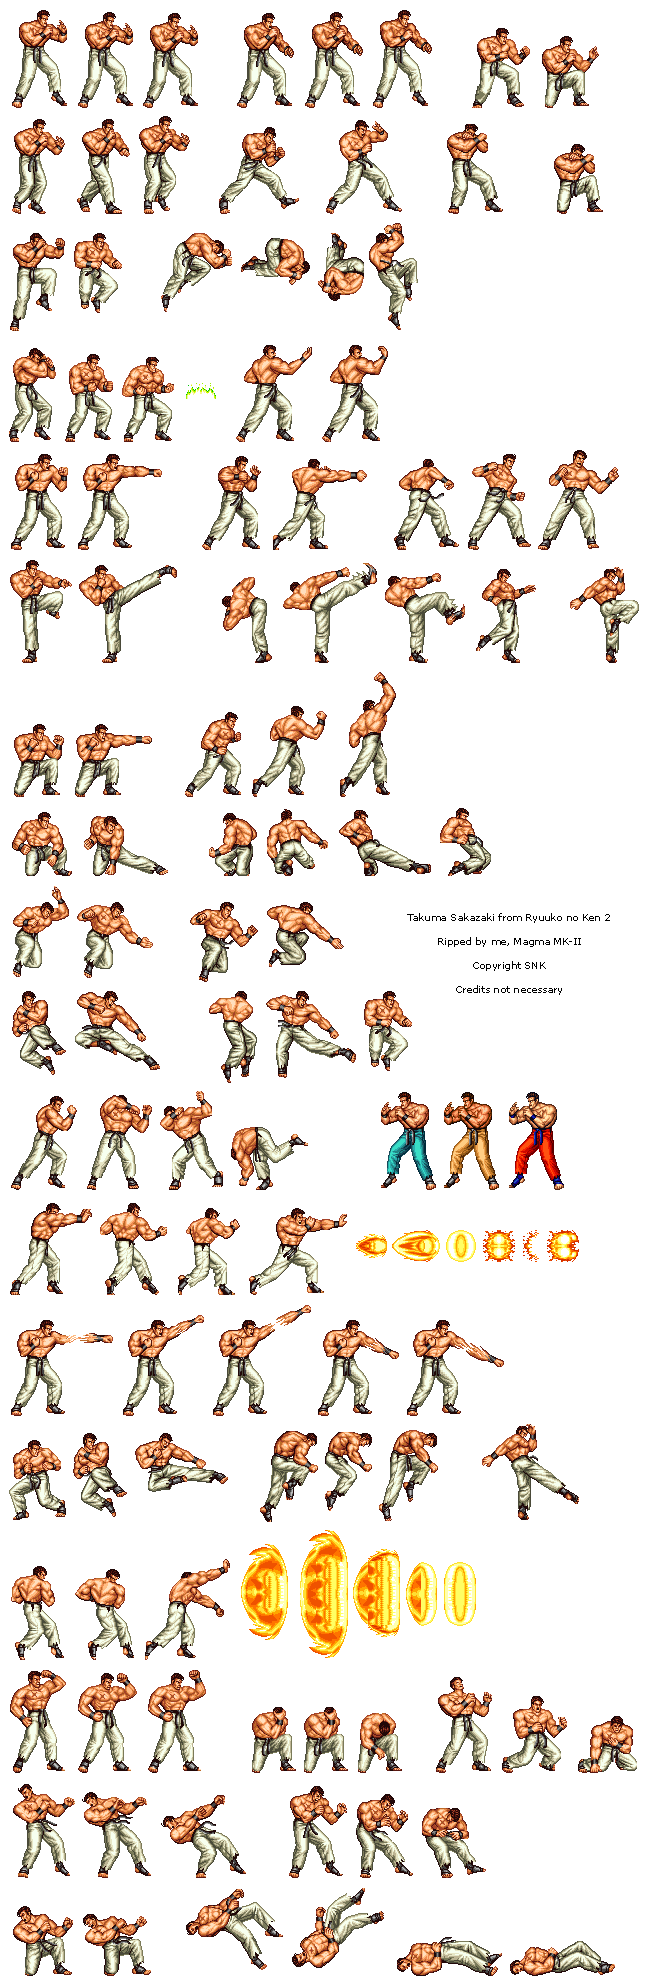 Takuma Sakazaki from Ryuuko no Ken 2
Ripped by me, Magma MK-II
Copyright SNK
Credits not necessary